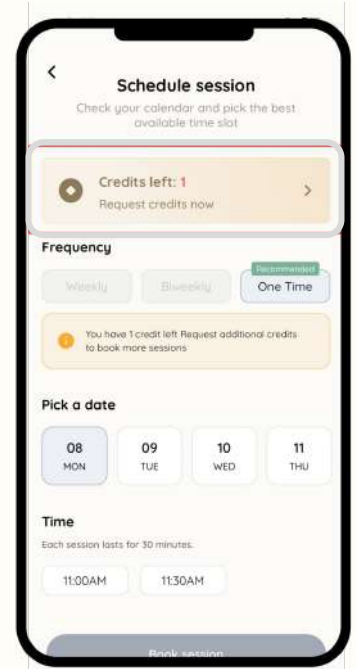 Schedule session
Check your calendar and pick the best
available time slot
Credits left: 1
Request credits now
Frequency
Recommended
Weekly
Biweekly
One Time
You have 1 credit left Request additional credits
to book more sessions
Pick a date
08 09 10 11
MON TUE WED THU
Time
Each session lasts for 30 minutes.
11:00AM 11:30AM
Book session